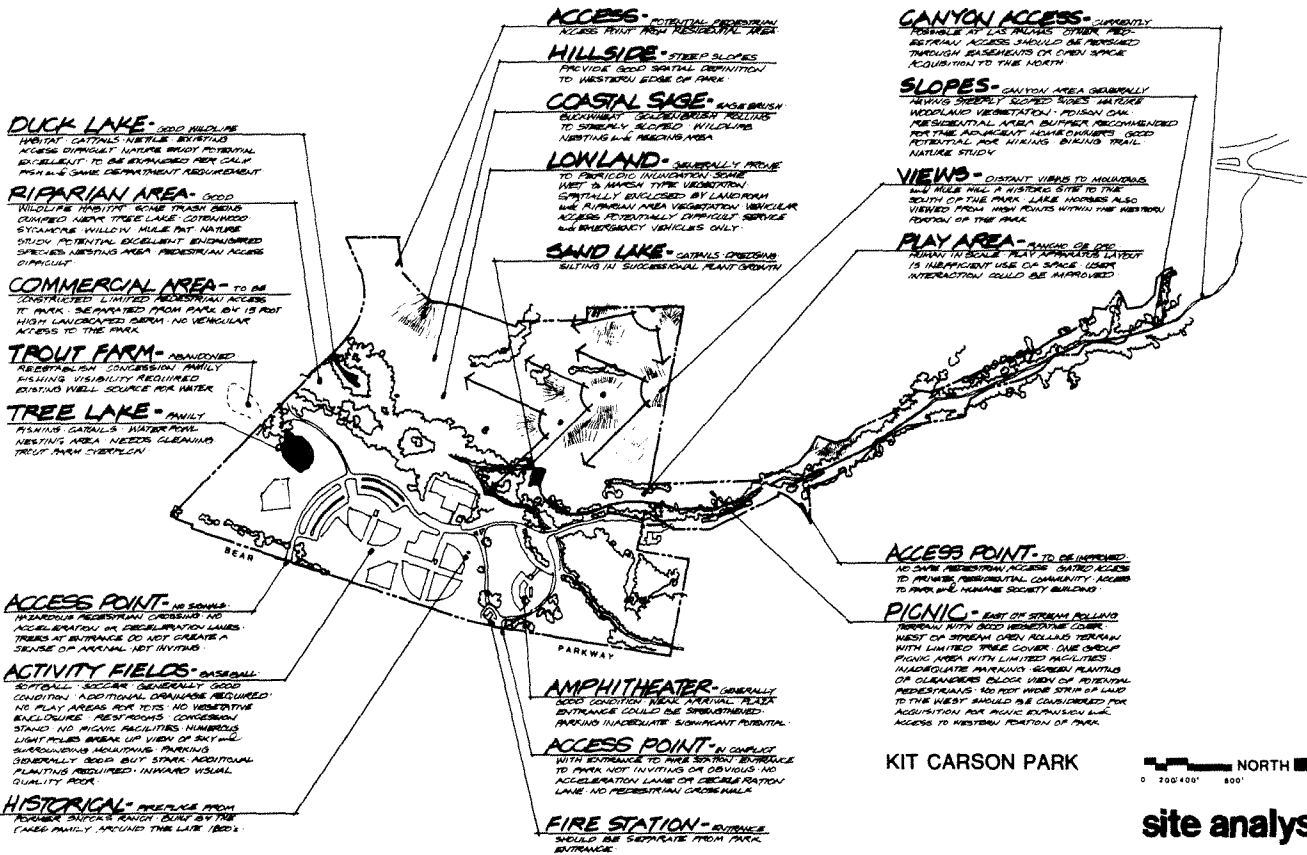 DUCK LAKE- GOOD WILDLIFE
HABITAT · CATTAILS · NETTLE · EXISTING
ACCESS DIFFICULT NATURE STUDY POTENTIAL
EXCELLENT · TO BE EXPANDED PER CALIF
FISH and GAME DEPARTMENT REQUIREMENT
RIPARIAN AREA- GOOD
WILDLIFE HABITAT SOME TRASH BEING
DUMPED NEAR TREE LAKE · COTONWOOD
SYCAMORE · WILLOW · MULE FAT · NATURE
STUDY POTENTIAL EXCELLENT ENDANGERED
SPECIES NESTING AREA PEDESTRIAN ACCESS
DIFFICULT
COMMERCIAL AREA- TO BE
CONSTRUCTED LIMITED PEDESTRIAN ACCESS
TO PARK · SEPARATED FROM PARK BY 15 FOOT
HIGH LANDSCAPED BERM · NO VEHICULAR
ACCESS TO THE PARK
TROUT FARM- ABANDONED
REESTABLISH · CONCESSION FAMILY
FISHING VISIBILITY REQUIRED
EXISTING WELL SOURCE FOR WATER
TREE LAKE- FAMILY
FISHING · CATTAILS · WATER FOWL
NESTING AREA · NEEDS CLEANING
TROUT FARM OVERFLOW
ACCESS POINT- NO SIGNALS·
HAZARDOUS PEDESTRIAN CROSSING · NO
ACCELERATION or DECELERATION LANES·
TREES AT ENTRANCE DO NOT CREATE A
SENSE OF ARRIVAL · NOT INVITING·
ACTIVITY FIELDS- BASEBALL·
SOFTBALL · SOCCER GENERALLY GOOD
CONDITION · ADDITIONAL DRAINAGE REQUIRED·
NO PLAY AREAS FOR TOTS · NO VEGETATIVE
ENCLOSURE · RESTROOMS · CONCESSION
STAND · NO PICNIC FACILITIES · NUMEROUS
LIGHT POLES BREAK UP VIEW OF SKY and
SURROUNDING MOUNTAINS · PARKING
GENERALLY GOOD BUT STARK · ADDITIONAL
PLANTING REQUIRED · INWARD VISUAL
QUALITY POOR·
HISTORICAL- FIREPLACE FROM
FORMER RANCH · BUILT BY THE
FAMILY AROUND THE LATE 1800's·
ACCESS- POTENTIAL PEDESTRIAN
ACCESS POINT FROM RESIDENTIAL AREA
HILLSIDE- STEEP SLOPES
PROVIDE GOOD SPATIAL DEFINITION
TO WESTERN EDGE OF PARK·
COASTAL SAGE- SAGE BRUSH·
BUCKWHEAT · GOLDENBRUSH ROLLING
TO STEEPLY SLOPED · WILDLIFE
NESTING and FEEDING AREA
LOWLAND- GENERALLY PRONE
TO PERIODIC INUNDATION · SOME
WET to MARSH TYPE VEGETATION·
SPATIALLY ENCLOSED BY LANDFORM
and RIPARIAN AREA VEGETATION VEHICULAR
ACCESS POTENTIALLY DIFFICULT SERVICE
and EMERGENCY VEHICLES ONLY·
SAND LAKE- CATTAILS · DREDGING
SILTING IN SUCCESSIONAL PLANT GROWTH
CANYON ACCESS- CURRENTLY
POSSIBLE AT LAS PALMAS · OTHER PED-
ESTRIAN ACCESS SHOULD BE PERSUED
THROUGH EASEMENTS OR OPEN SPACE
ACQUISITION TO THE NORTH·
SLOPES- CANYON AREA GENERALLY
HAVING STEEPLY SLOPED SIDES MATURE
WOODLAND VEGETATION · POISON OAK·
RESIDENTIAL AREA BUFFER RECOMMENDED
FOR THE ADJACENT HOMEOWNERS · GOOD
POTENTIAL FOR HIKING · BIKING TRAIL·
NATURE STUDY
VIEWS- DISTANT VIEWS TO MOUNTAINS
and MULE HILL A HISTORIC SITE TO THE
SOUTH OF THE PARK · LAKE HODGES ALSO
VIEWED FROM HIGH POINTS WITHIN THE WESTERN
PORTION OF THE PARK
PLAY AREA-
HUMAN IN SCALE · PLAY APPARATUS LAYOUT
IS INEFFICIENT USE OF SPACE · USER
INTERACTION COULD BE IMPROVED
BEAR
PARKWAY
ACCESS POINT- TO BE IMPROVED·
NO SAFE PEDESTRIAN ACCESS · GATED ACCESS
TO PRIVATE RESIDENTIAL COMMUNITY · ACCESS
TO PARK and HUMANE SOCIETY BUILDING·
PICNIC- EAST OF STREAM ROLLING
TERRAIN WITH GOOD VEGETATIVE COVER·
WEST OF STREAM OPEN ROLLING TERRAIN
WITH LIMITED TREE COVER · ONE GROUP
PICNIC AREA WITH LIMITED FACILITIES·
INADEQUATE PARKING · SCREEN PLANTING
OF OLEANDERS BLOCK VIEW OF POTENTIAL
PEDESTRIANS · 100 FOOT WIDE STRIP OF LAND
TO THE WEST SHOULD BE CONSIDERED FOR
ACQUISITION FOR PICNIC EXPANSION and
ACCESS TO WESTERN PORTION OF PARK
AMPHITHEATER- GENERALLY
GOOD CONDITION WEAK ARRIVAL PLAZA
ENTRANCE COULD BE STRENGTHENED·
PARKING INADEQUATE SIGNIFICANT POTENTIAL·
ACCESS POINT- IN CONFLICT
WITH ENTRANCE TO FIRE STATION · ENTRANCE
TO PARK NOT INVITING OR OBVIOUS · NO
ACCELERATION LANE OR DECELERATION
LANE · NO PEDESTRIAN CROSSWALK
FIRE STATION- ENTRANCE
SHOULD BE SEPARATE FROM PARK
ENTRANCE·
KIT CARSON PARK
NORTH
0 200' 400' 800'
site analys